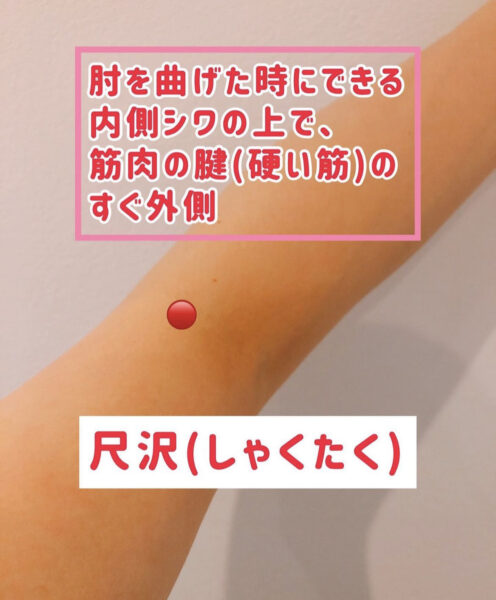 肘を曲げた時にできる
内側シワの上で、
筋肉の腱(硬い筋)の
すぐ外側
尺沢(しゃくたく)